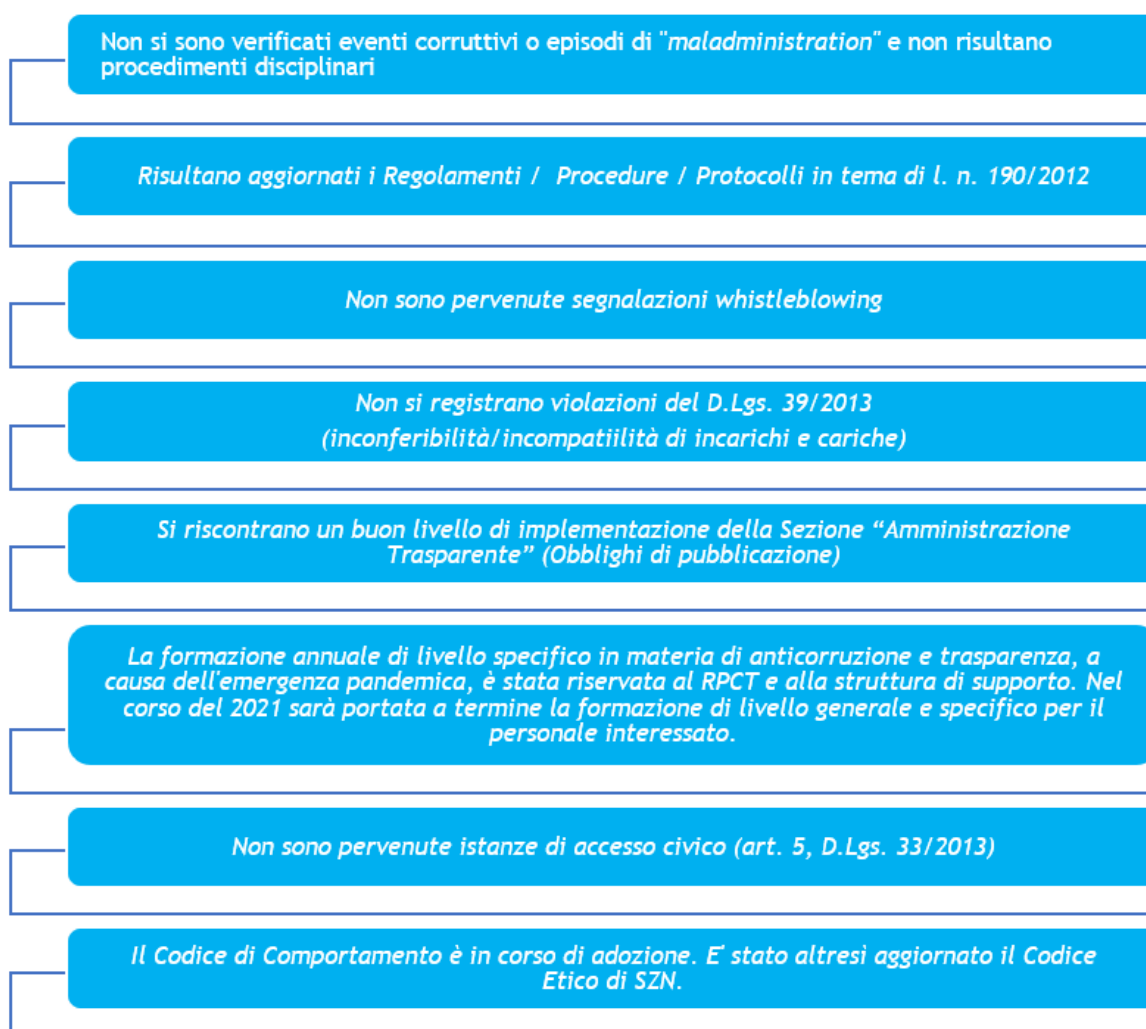 Non si sono verificati eventi corruttivi o episodi di "maladministration" e non risultano
procedimenti disciplinari
Risultano aggiornati i Regolamenti / Procedure / Protocolli in tema di l. n. 190/2012
Non sono pervenute segnalazioni whistleblowing
Non si registrano violazioni del D.Lgs. 39/2013
(inconferibilità/incompatiilità di incarichi e cariche)
Si riscontrano un buon livello di implementazione della Sezione “Amministrazione
Trasparente” (Obblighi di pubblicazione)
La formazione annuale di livello specifico in materia di anticorruzione e trasparenza, a
causa dell'emergenza pandemica, è stata riservata al RPCT e alla struttura di supporto. Nel
corso del 2021 sarà portata a termine la formazione di livello generale e specifico per il
personale interessato.
Non sono pervenute istanze di accesso civico (art. 5, D.Lgs. 33/2013)
Il Codice di Comportamento è in corso di adozione. E' stato altresì aggiornato il Codice
Etico di SZN.